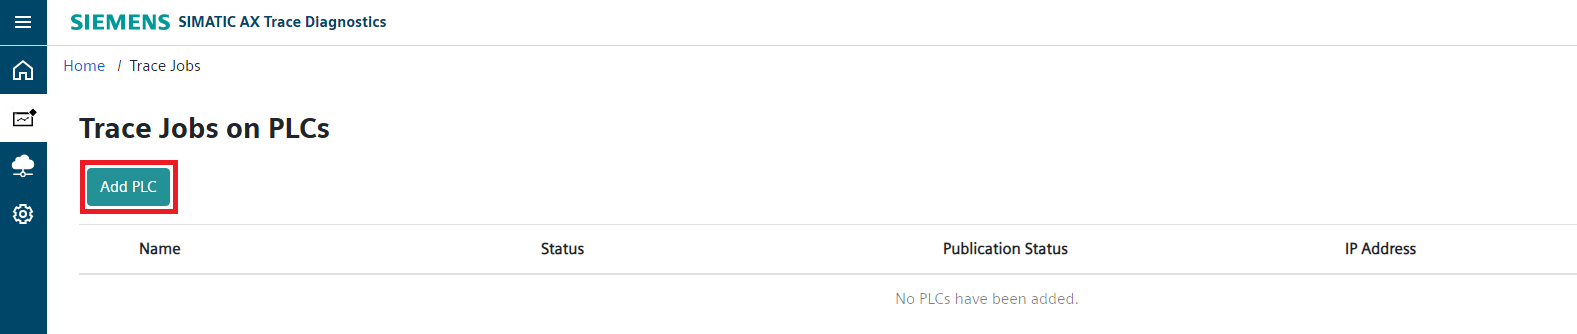 SIEMENS SIMATIC AX Trace Diagnostics
Home / Trace Jobs
Trace Jobs on PLCs
Add PLC
Name Status Publication Status IP Address
No PLCs have been added.